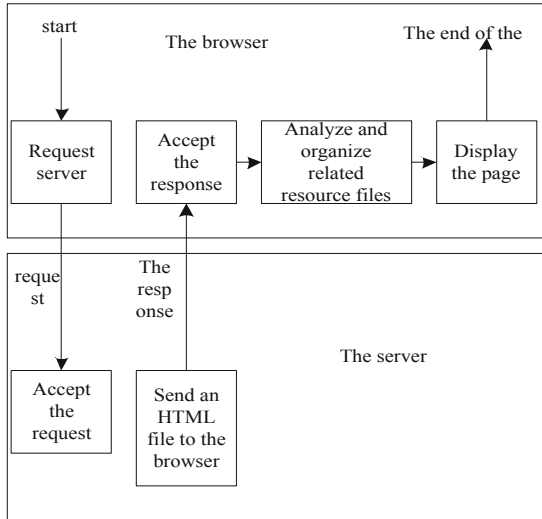 start
The browser
The end of the
Request
server
Accept
the
response
Analyze and
organize
related
resource files
Display
the page
reque
st
The
resp
onse
The server
Accept
the
request
Send an
HTML
file to the
browser